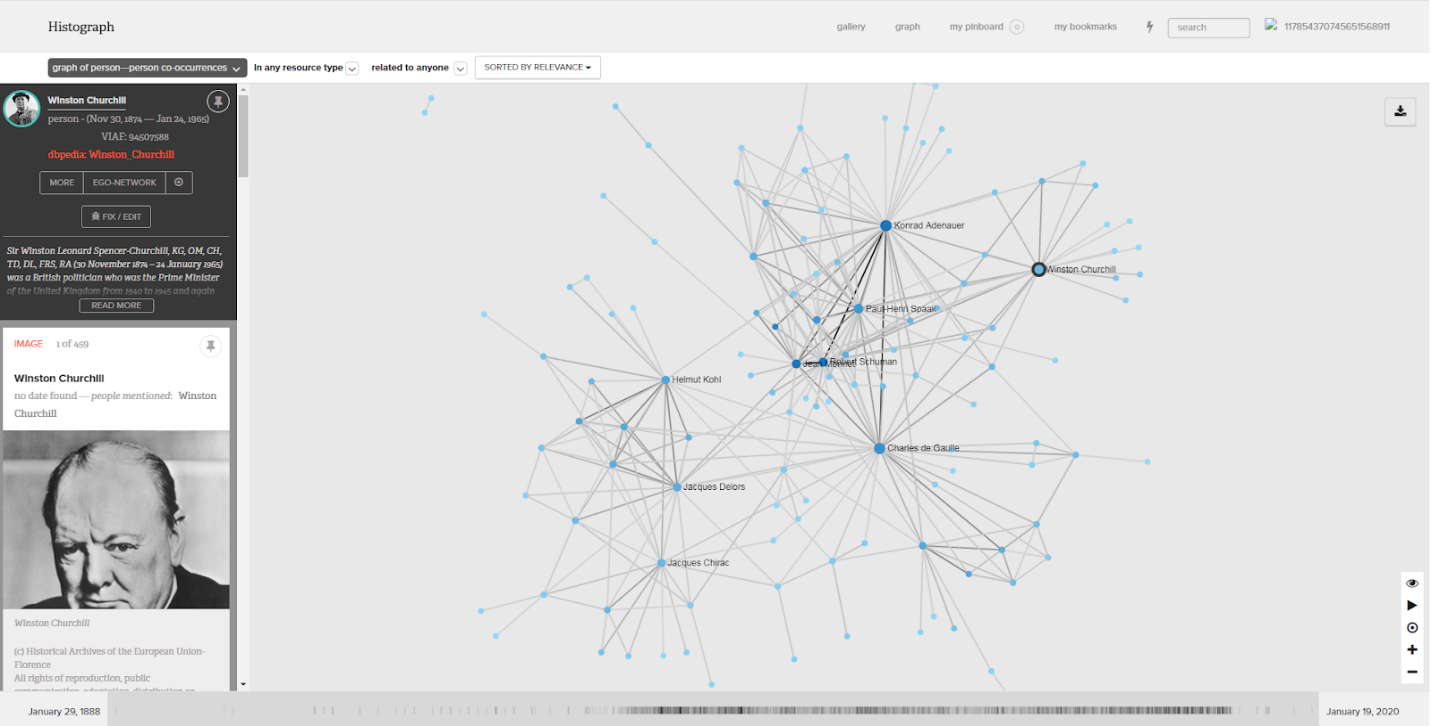 Histograph
gallery graph my pinboard 0 my bookmarks search 117854370745651568911
graph of person—person co-occurrences In any resource type related to anyone SORTED BY RELEVANCE
Winston Churchill
person - (Nov 30, 1874 — Jan 24, 1965)
VIAF: 94507588
dbpedia: Winston_Churchill
MORE EGO-NETWORK
FIX / EDIT
Sir Winston Leonard Spencer-Churchill, KG, OM, CH,
TD, DL, FRS, RA (30 November 1874 – 24 January 1965)
was a British politician who was the Prime Minister
of the United Kingdom from 1940 to 1945 and again
READ MORE
IMAGE 1 of 459
Winston Churchill
no date found — people mentioned: Winston
Churchill
Winston Churchill
(c) Historical Archives of the European Union-
Florence
All rights of reproduction, public
communication, adaptation, distribution or
Konrad Adenauer
Winston Churchill
Paul-Henri Spaak
Robert Schuman
Jean Monnet
Helmut Kohl
Charles de Gaulle
Jacques Delors
Jacques Chirac
January 29, 1888 January 19, 2020